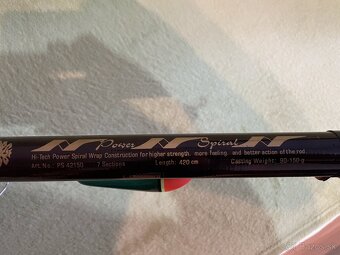 Power Spiral
Hi-Tech Power Spiral Wrap Construction for higher strength, more feeling, and better action of the rod.
Art. No.: PS 42150 7 Sections Length: 420 cm Casting Weight: 90-150 g